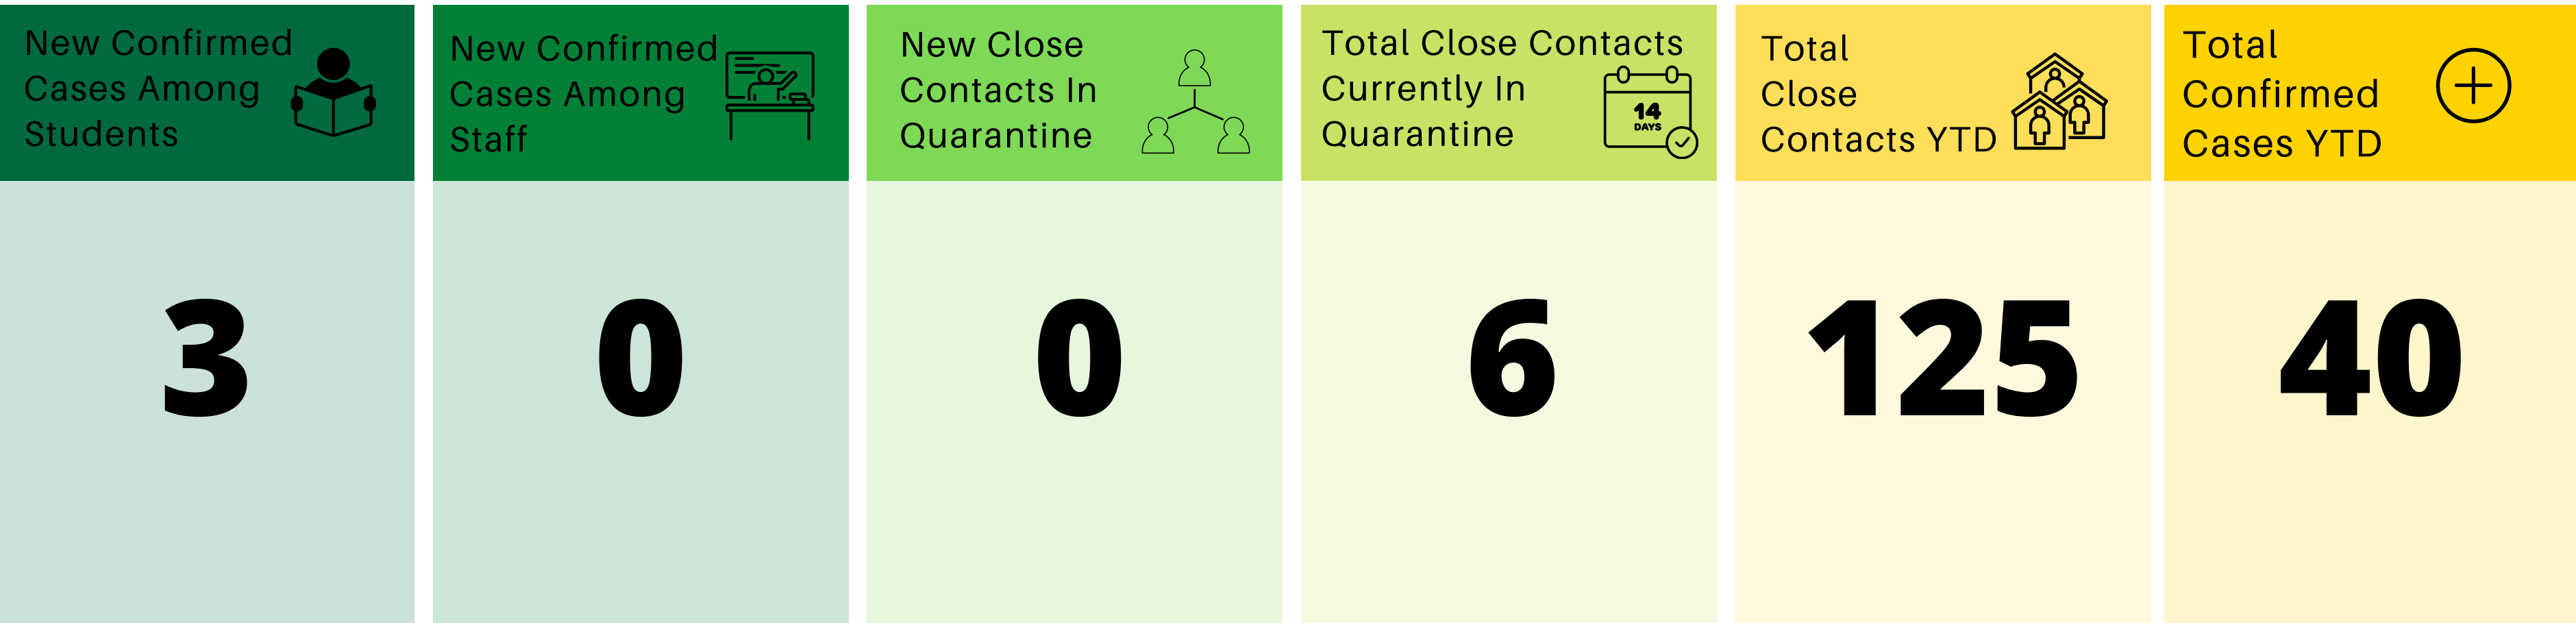 New Confirmed
Cases Among
Students
New Confirmed
Cases Among
Staff
New Close
Contacts In
Quarantine
Total Close Contacts
Currently In
Quarantine
14
DAYS
Total
Close
Contacts YTD
Total
Confirmed
Cases YTD
3
0
0
6
125
40